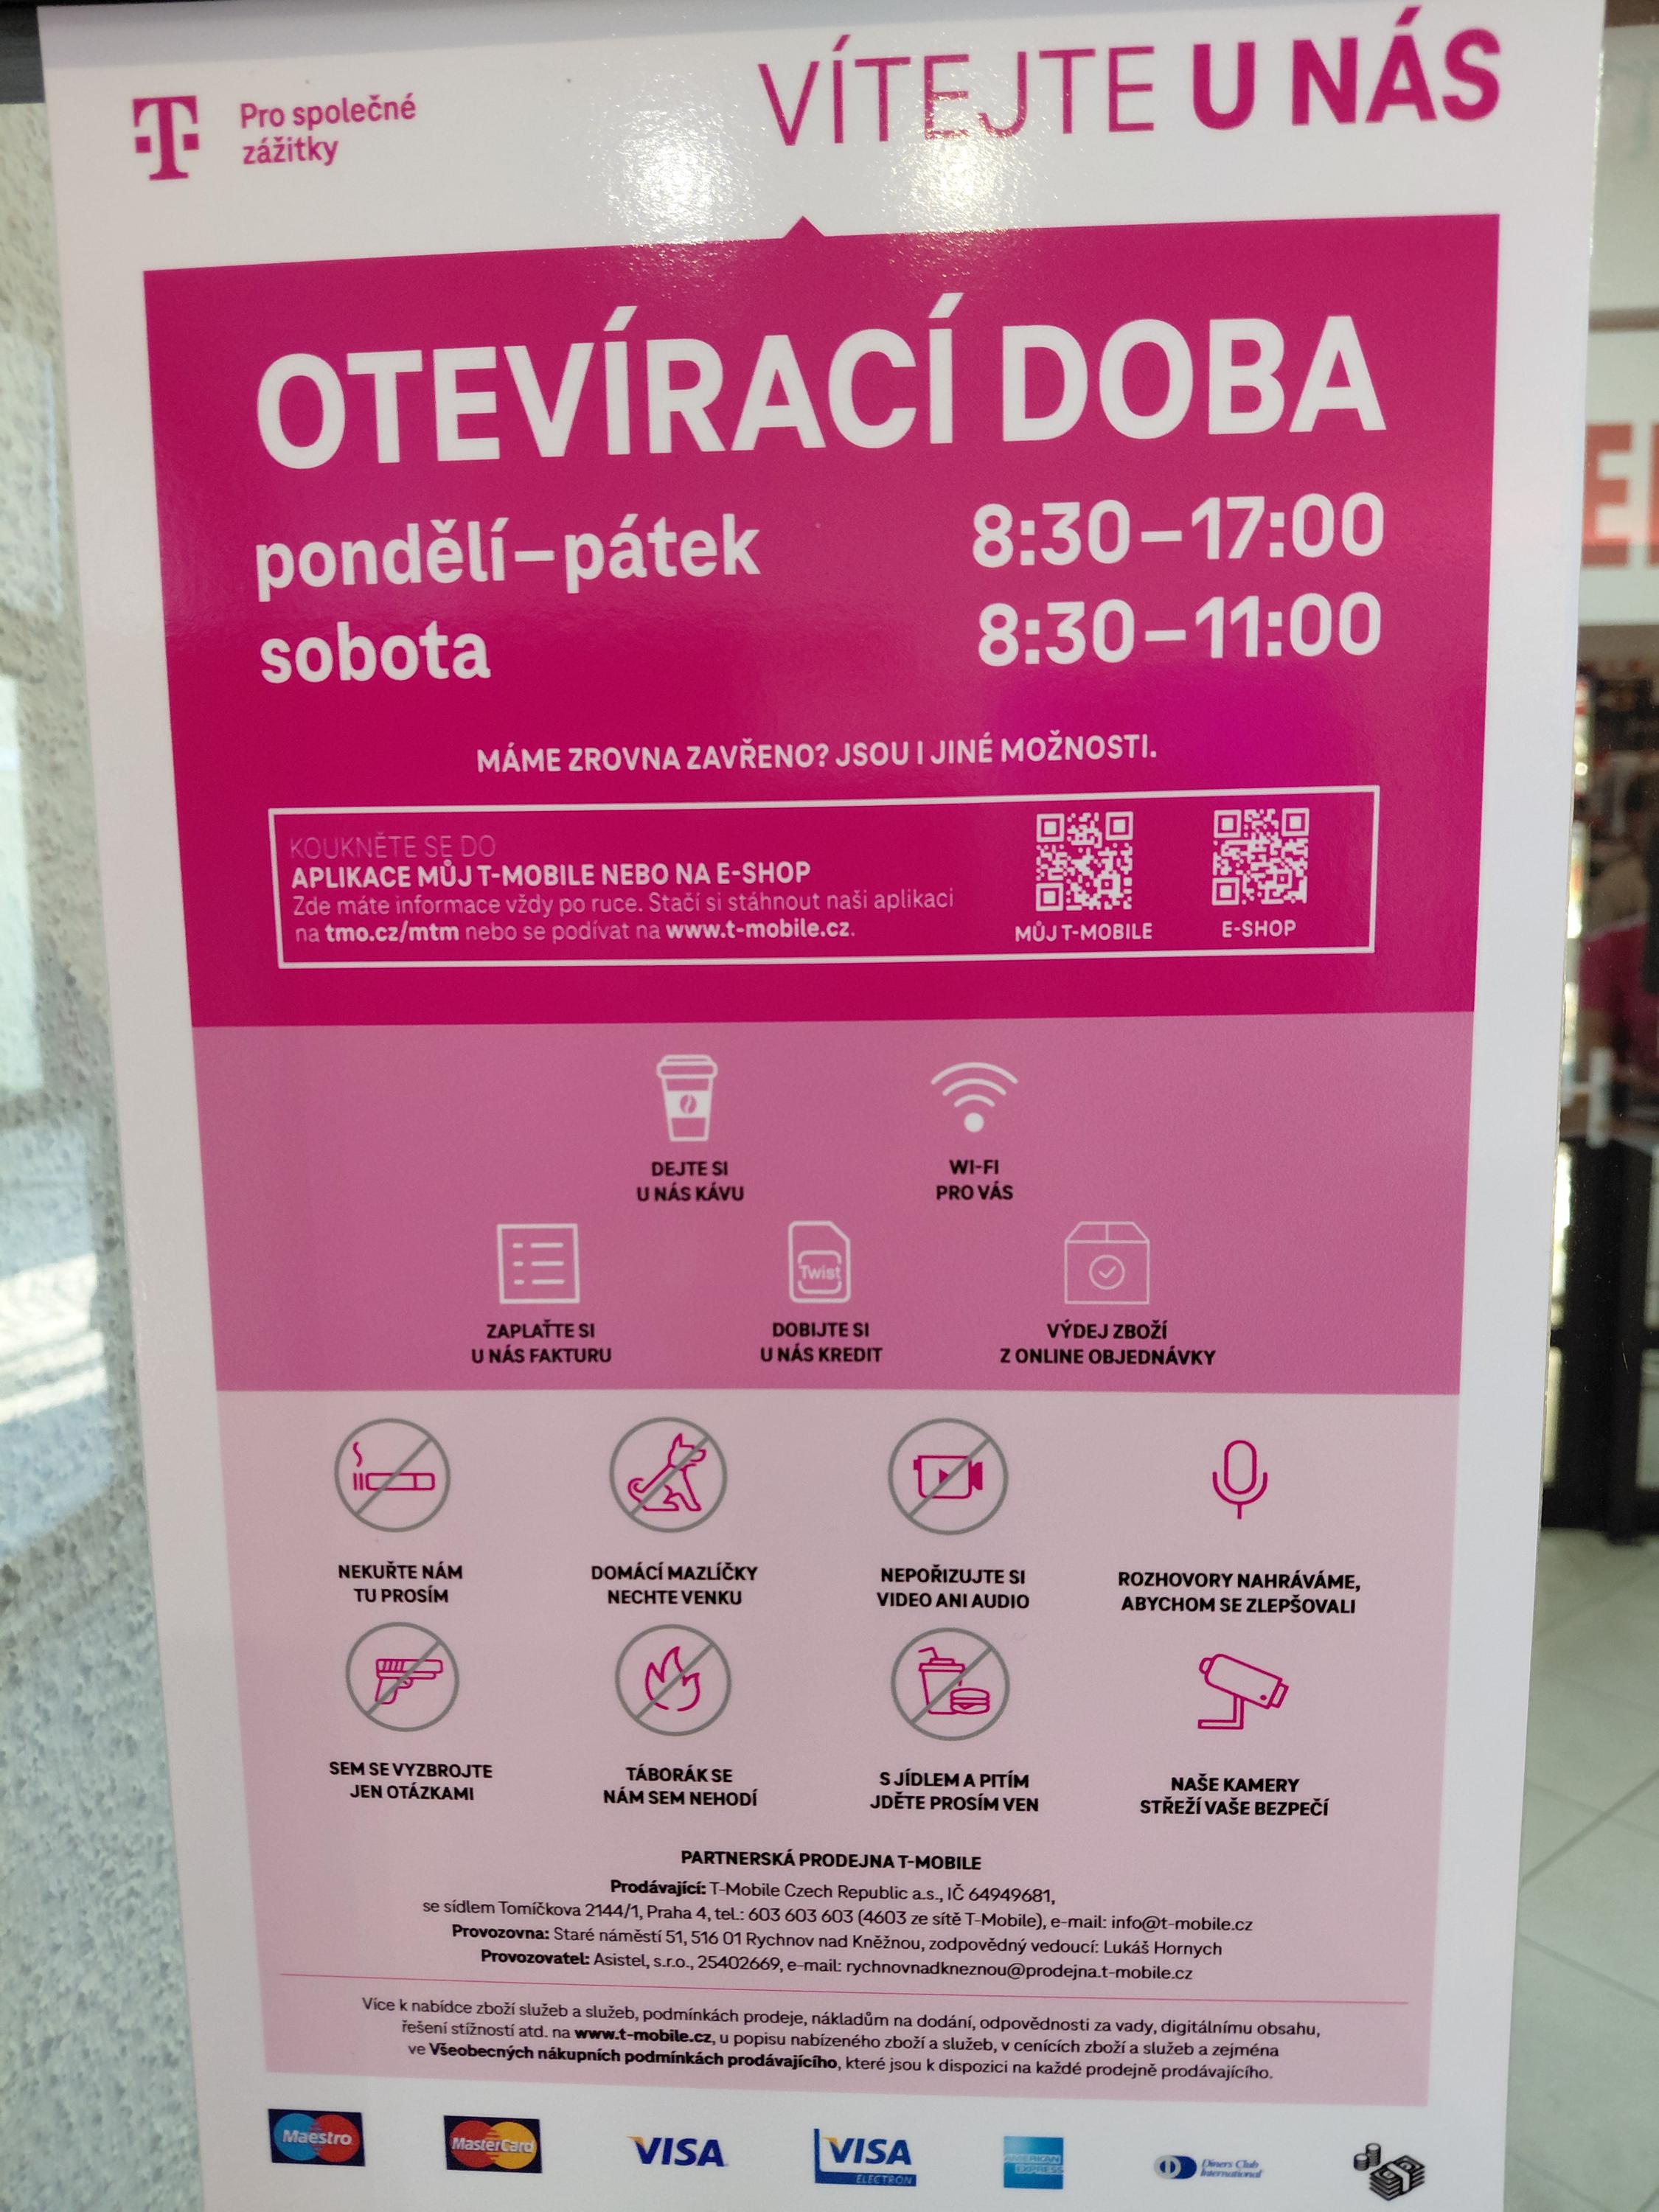 T Pro společné
zážitky
VÍTEJTE U NÁS
OTEVÍRACÍ DOBA
pondělí–pátek 8:30–17:00
sobota 8:30–11:00
MÁME ZROVNA ZAVŘENO? JSOU I JINÉ MOŽNOSTI.
KOUKNĚTE SE DO
APLIKACE MŮJ T-MOBILE NEBO NA E-SHOP
Zde máte informace vždy po ruce. Stačí si stáhnout naši aplikaci
na tmo.cz/mtm nebo se podívat na www.t-mobile.cz.
MŮJ T-MOBILE
E-SHOP
DEJTE SI
U NÁS KÁVU
WI-FI
PRO VÁS
ZAPLAŤTE SI
U NÁS FAKTURU
Twist
DOBIJTE SI
U NÁS KREDIT
VÝDEJ ZBOŽÍ
Z ONLINE OBJEDNÁVKY
NEKUŘTE NÁM
TU PROSÍM
DOMÁCÍ MAZLÍČKY
NECHTE VENKU
NEPOŘIZUJTE SI
VIDEO ANI AUDIO
ROZHOVORY NAHRÁVÁME,
ABYCHOM SE ZLEPŠOVALI
SEM SE VYZBROJTE
JEN OTÁZKAMI
TÁBORÁK SE
NÁM SEM NEHODÍ
S JÍDLEM A PITÍM
JDĚTE PROSÍM VEN
NAŠE KAMERY
STŘEŽÍ VAŠE BEZPEČÍ
PARTNERSKÁ PRODEJNA T-MOBILE
Prodávající: T-Mobile Czech Republic a.s., IČ 64949681,
se sídlem Tomíčkova 2144/1, Praha 4, tel.: 603 603 603 (4603 ze sítě T-Mobile), e-mail: info@t-mobile.cz
Provozovna: Staré náměstí 51, 516 01 Rychnov nad Kněžnou, zodpovědný vedoucí: Lukáš Hornych
Provozovatel: Asistel, s.r.o., 25402669, e-mail: rychnovnadkneznou@prodejna.t-mobile.cz
Více k nabídce zboží služeb a služeb, podmínkách prodeje, nákladům na dodání, odpovědnosti za vady, digitálnímu obsahu,
řešení stížností atd. na www.t-mobile.cz, u popisu nabízeného zboží a služeb, v cenících zboží a služeb a zejména
ve Všeobecných nákupních podmínkách prodávajícího, které jsou k dispozici na každé prodejně prodávajícího.
Maestro
MasterCard
VISA
VISA
ELECTRON
AMERICAN
EXPRESS
Diners Club
International